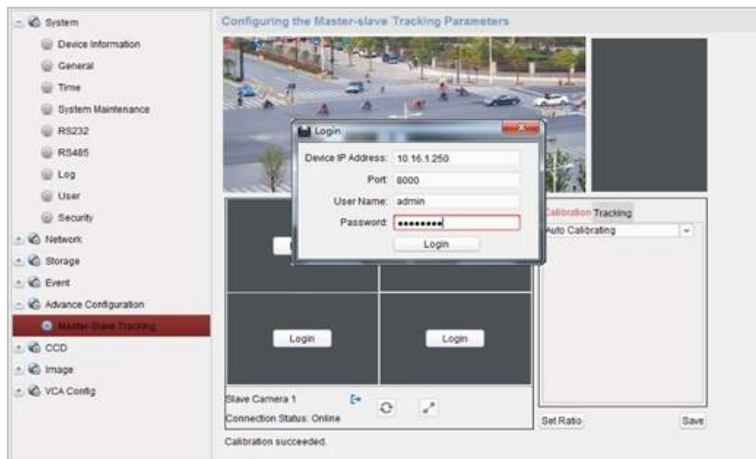 System
Device Information
General
Time
System Maintenance
RS232
RS485
Log
User
Security
Network
Storage
Event
Advance Configuration
Master-Slave Tracking
CCD
Image
VCA Config
Configuring the Master-slave Tracking Parameters
Login
Device IP Address: 10.16.1.250
Port: 8000
User Name: admin
Password: ••••••••
Login
Calibration Tracking
Auto Calibrating
Login
Login
Slave Camera 1
Connection Status: Online
Set Ratio
Save
Calibration succeeded.